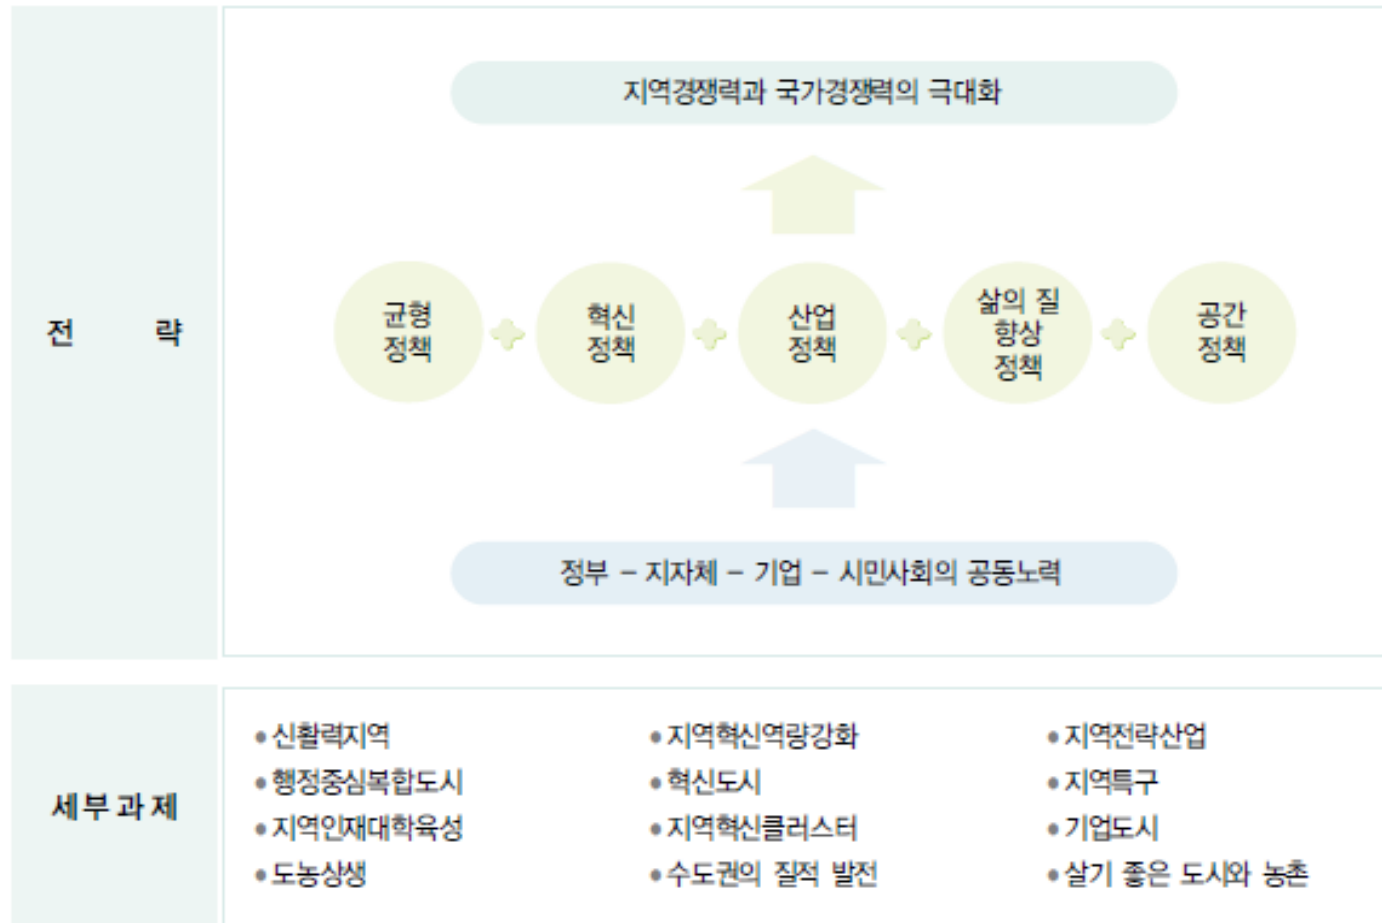 지역경쟁력과 국가경쟁력의 극대화
전 략
균형
정책
혁신
정책
산업
정책
삶의 질
향상
정책
공간
정책
정부 – 지자체 – 기업 – 시민사회의 공동노력
세부과제
•신활력지역
•지역혁신역량강화
•지역전략산업
•행정중심복합도시
•혁신도시
•지역특구
•지역인재대학육성
•지역혁신클러스터
•기업도시
•도농상생
•수도권의 질적 발전
•살기 좋은 도시와 농촌